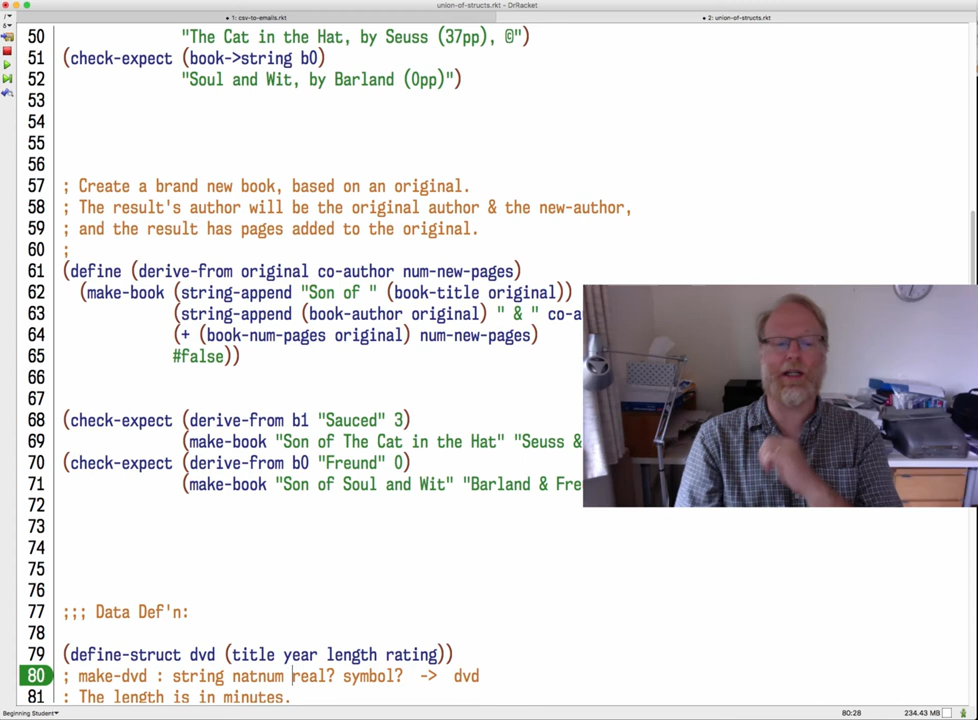 union-of-structs.rkt - DrRacket
1: csv-to-emails.rkt
2: union-of-structs.rkt
50 "The Cat in the Hat, by Seuss (37pp), ©")
51 (check-expect (book->string b0)
52 "Soul and Wit, by Barland (0pp)")
53
54
55
56
57 ; Create a brand new book, based on an original.
58 ; The result's author will be the original author & the new-author,
59 ; and the result has pages added to the original.
60 ;
61 (define (derive-from original co-author num-new-pages)
62 (make-book (string-append "Son of " (book-title original))
63 (string-append (book-author original) " & " co-a
64 (+ (book-num-pages original) num-new-pages)
65 #false))
66
67
68 (check-expect (derive-from b1 "Sauced" 3)
69 (make-book "Son of The Cat in the Hat" "Seuss &
70 (check-expect (derive-from b0 "Freund" 0)
71 (make-book "Son of Soul and Wit" "Barland & Fre
72
73
74
75
76
77 ;;; Data Def'n:
78
79 (define-struct dvd (title year length rating))
80 ; make-dvd : string natnum real? symbol? -> dvd
81 ; The length is in minutes.
Beginning Student
80:28
234.43 MB